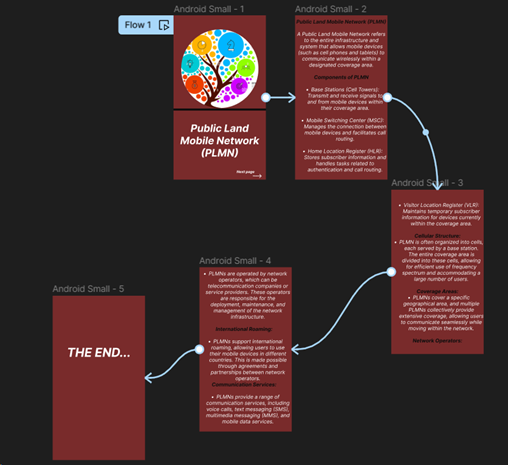 Android Small - 1
Flow 1
Public Land
Mobile Network
(PLMN)
Next page
Android Small - 2
Public Land Mobile Network (PLMN)
A Public Land Mobile Network refers
to the entire infrastructure and
system that allows mobile devices
(such as cell phones and tablets) to
communicate wirelessly within a
designated coverage area.
Components of PLMN
• Base Stations (Cell Towers):
Transmit and receive signals to
and from mobile devices within
their coverage area.
• Mobile Switching Center (MSC):
Manages the connection between
mobile devices and facilitates call
routing.
• Home Location Register (HLR):
Stores subscriber information and
handles tasks related to
authentication and call routing.
Android Small - 3
• Visitor Location Register (VLR):
Maintains temporary subscriber
information for devices currently
within the coverage area.
Cellular Structure:
• PLMN is often organized into cells,
each served by a base station.
The entire coverage area is
divided into these cells, allowing
for efficient use of frequency
spectrum and accommodating a
large number of users.
Coverage Areas:
• PLMNs cover a specific
geographical area, and multiple
PLMNs collectively provide
extensive coverage, allowing users
to communicate seamlessly while
moving within the network.
Network Operators:
Android Small - 4
• PLMNs are operated by network
operators, which can be
telecommunication companies or
service providers. These operators
are responsible for the
deployment, maintenance, and
management of the network
infrastructure.
International Roaming:
• PLMNs support international
roaming, allowing users to use
their mobile devices in different
countries. This is made possible
through agreements and
partnerships between network
operators.
Communication Services:
• PLMNs provide a range of
communication services, including
voice calls, text messaging (SMS),
multimedia messaging (MMS), and
mobile data services.
Android Small - 5
THE END...